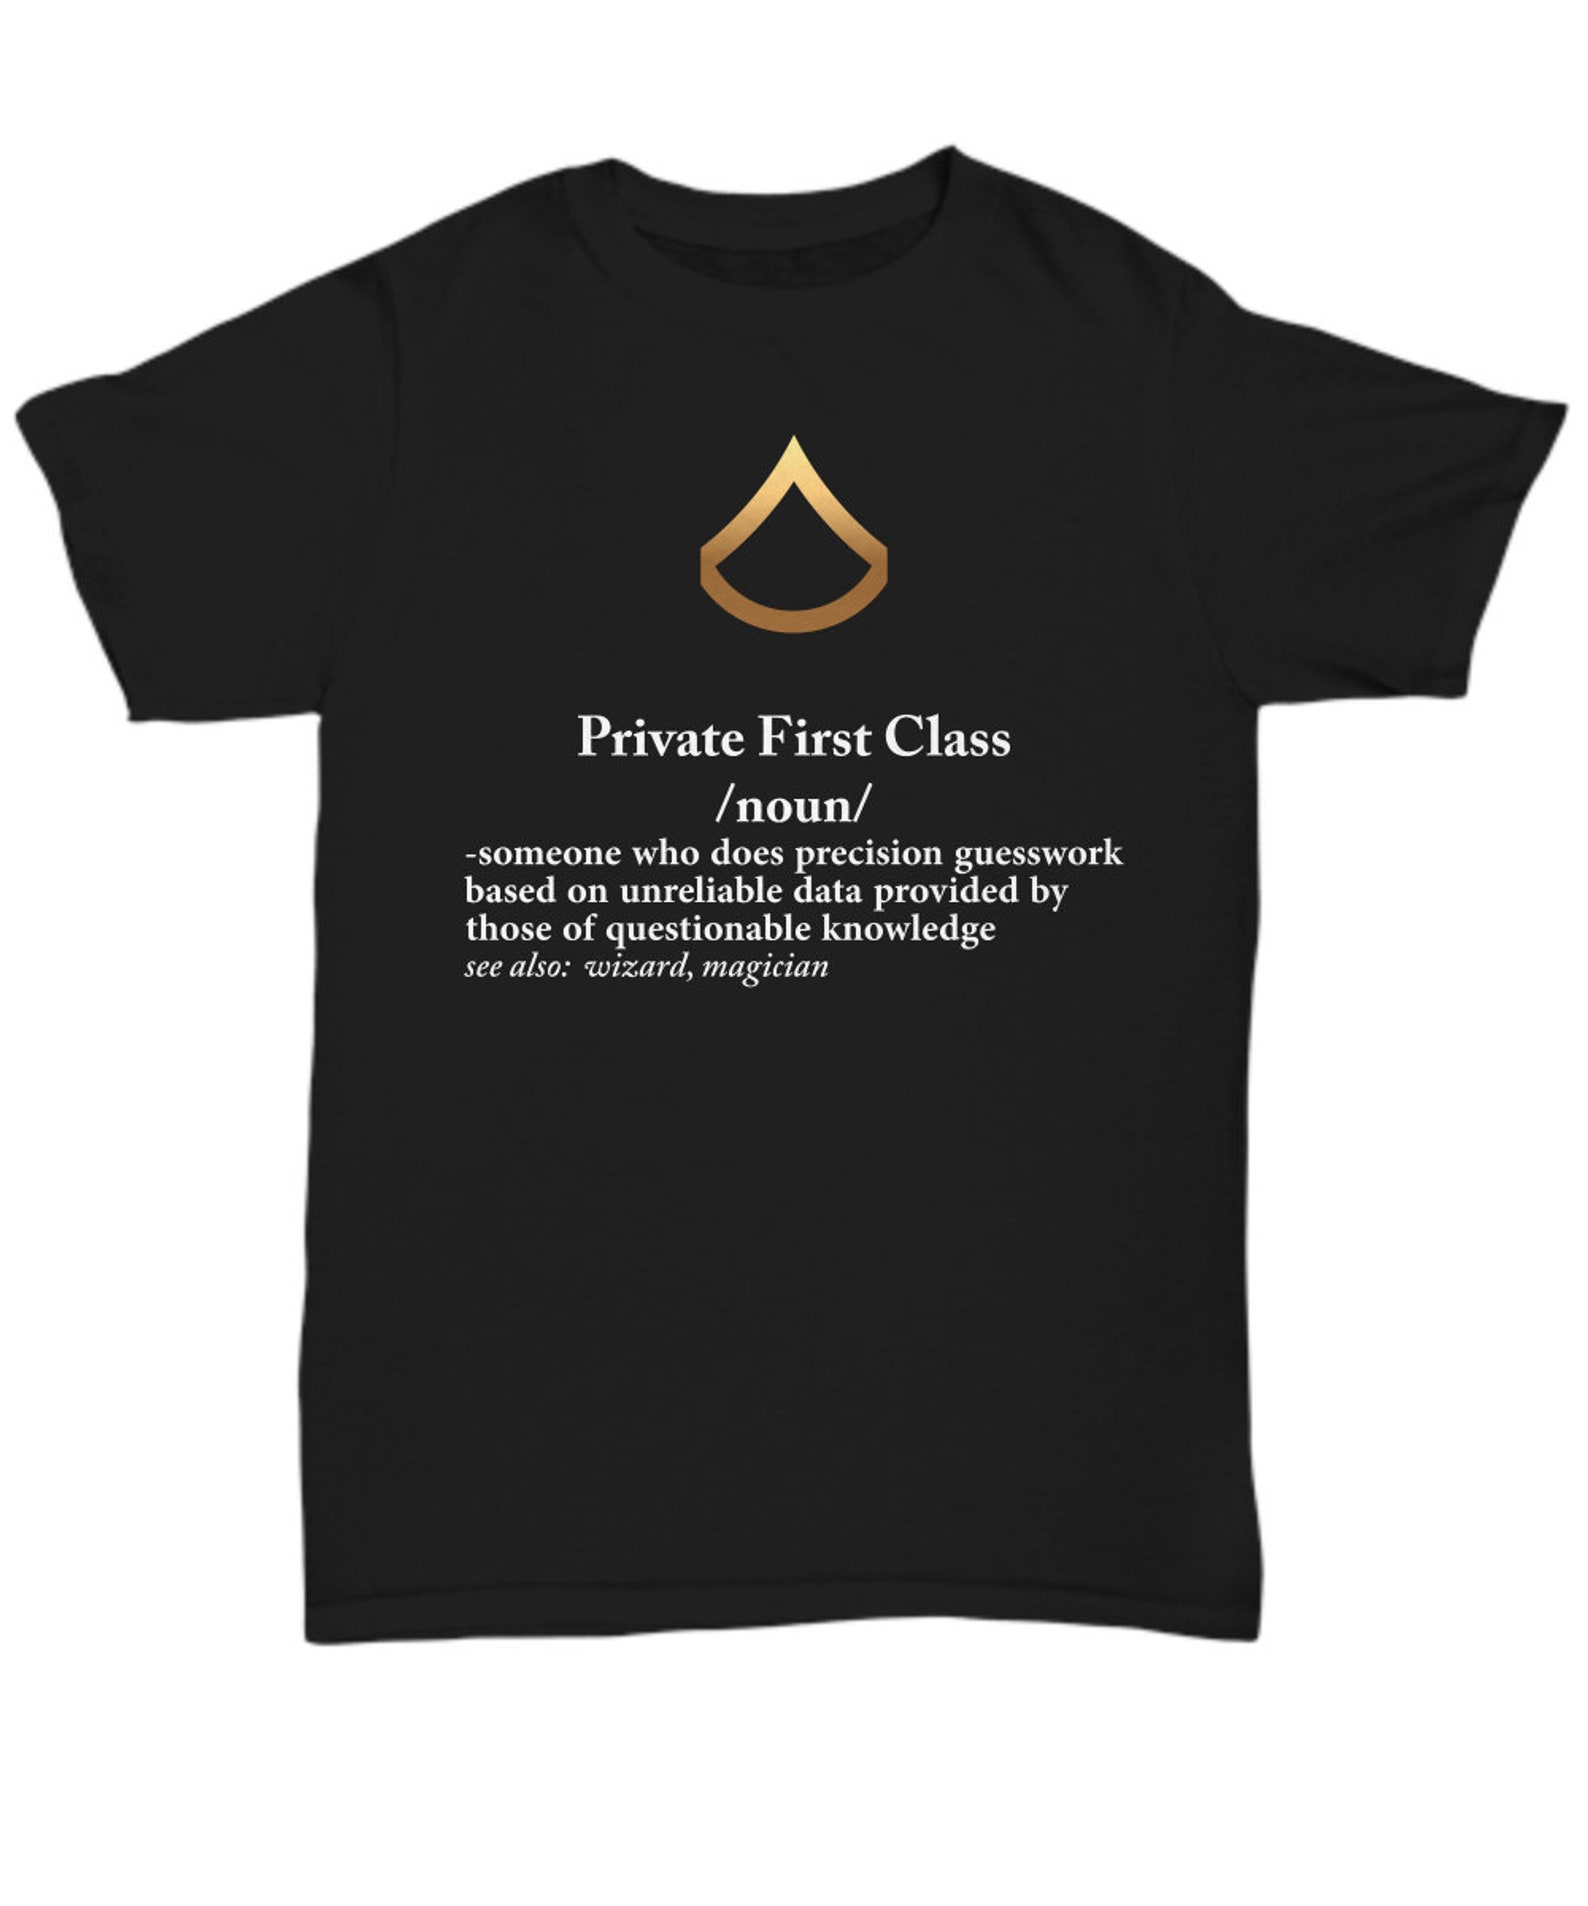 Private First Class
/noun/
-someone who does precision guesswork
based on unreliable data provided by
those of questionable knowledge
see also: wizard, magician